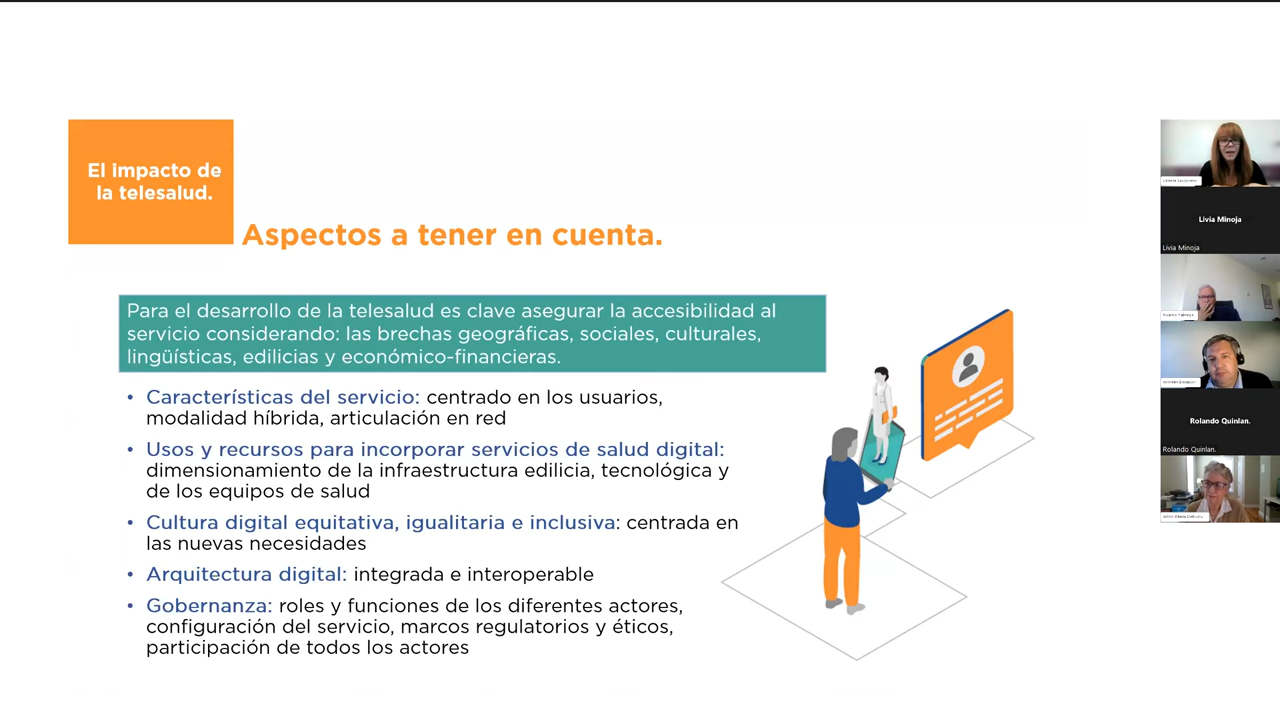 El impacto de
la telesalud.
Aspectos a tener en cuenta.
Para el desarrollo de la telesalud es clave asegurar la accesibilidad al
servicio considerando: las brechas geográficas, sociales, culturales,
lingüísticas, edilicias y económico-financieras.
• Características del servicio: centrado en los usuarios,
modalidad híbrida, articulación en red
• Usos y recursos para incorporar servicios de salud digital:
dimensionamiento de la infraestructura edilicia, tecnológica y
de los equipos de salud
• Cultura digital equitativa, igualitaria e inclusiva: centrada en
las nuevas necesidades
• Arquitectura digital: integrada e interoperable
• Gobernanza: roles y funciones de los diferentes actores,
configuración del servicio, marcos regulatorios y éticos,
participación de todos los actores
Livia Minoja
Livia Minoja
Rolando Quinlan.
Rolando Quinlan.